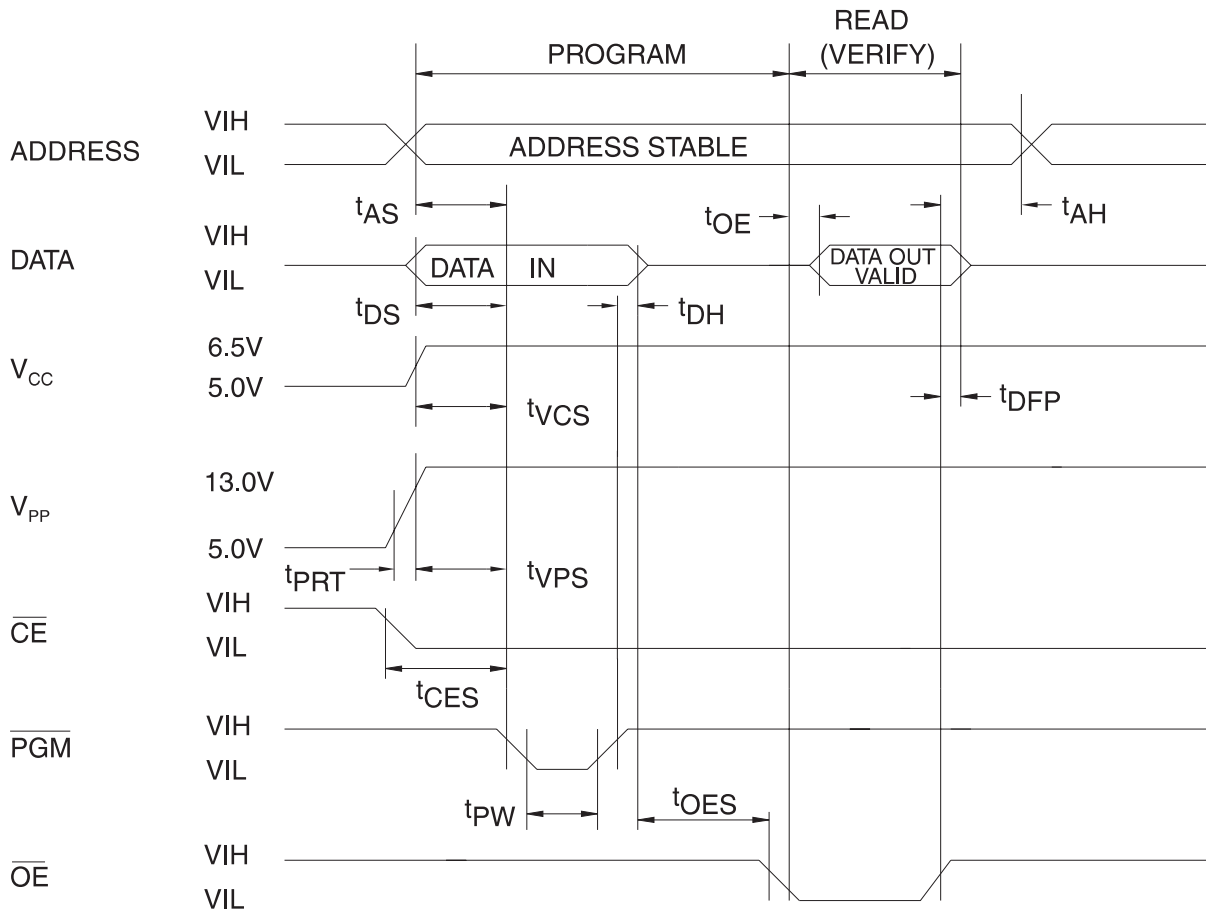 READ
PROGRAM (VERIFY)
ADDRESS VIH ADDRESS STABLE
VIL
tAS tOE tAH
DATA VIH DATA IN DATA OUT
VIL VALID
tDS tDH
VCC 6.5V
5.0V
tVCS tDFP
VPP 13.0V
5.0V
tPRT tVPS
CE VIH
VIL
tCES
PGM VIH
VIL
tPW tOES
OE VIH
VIL